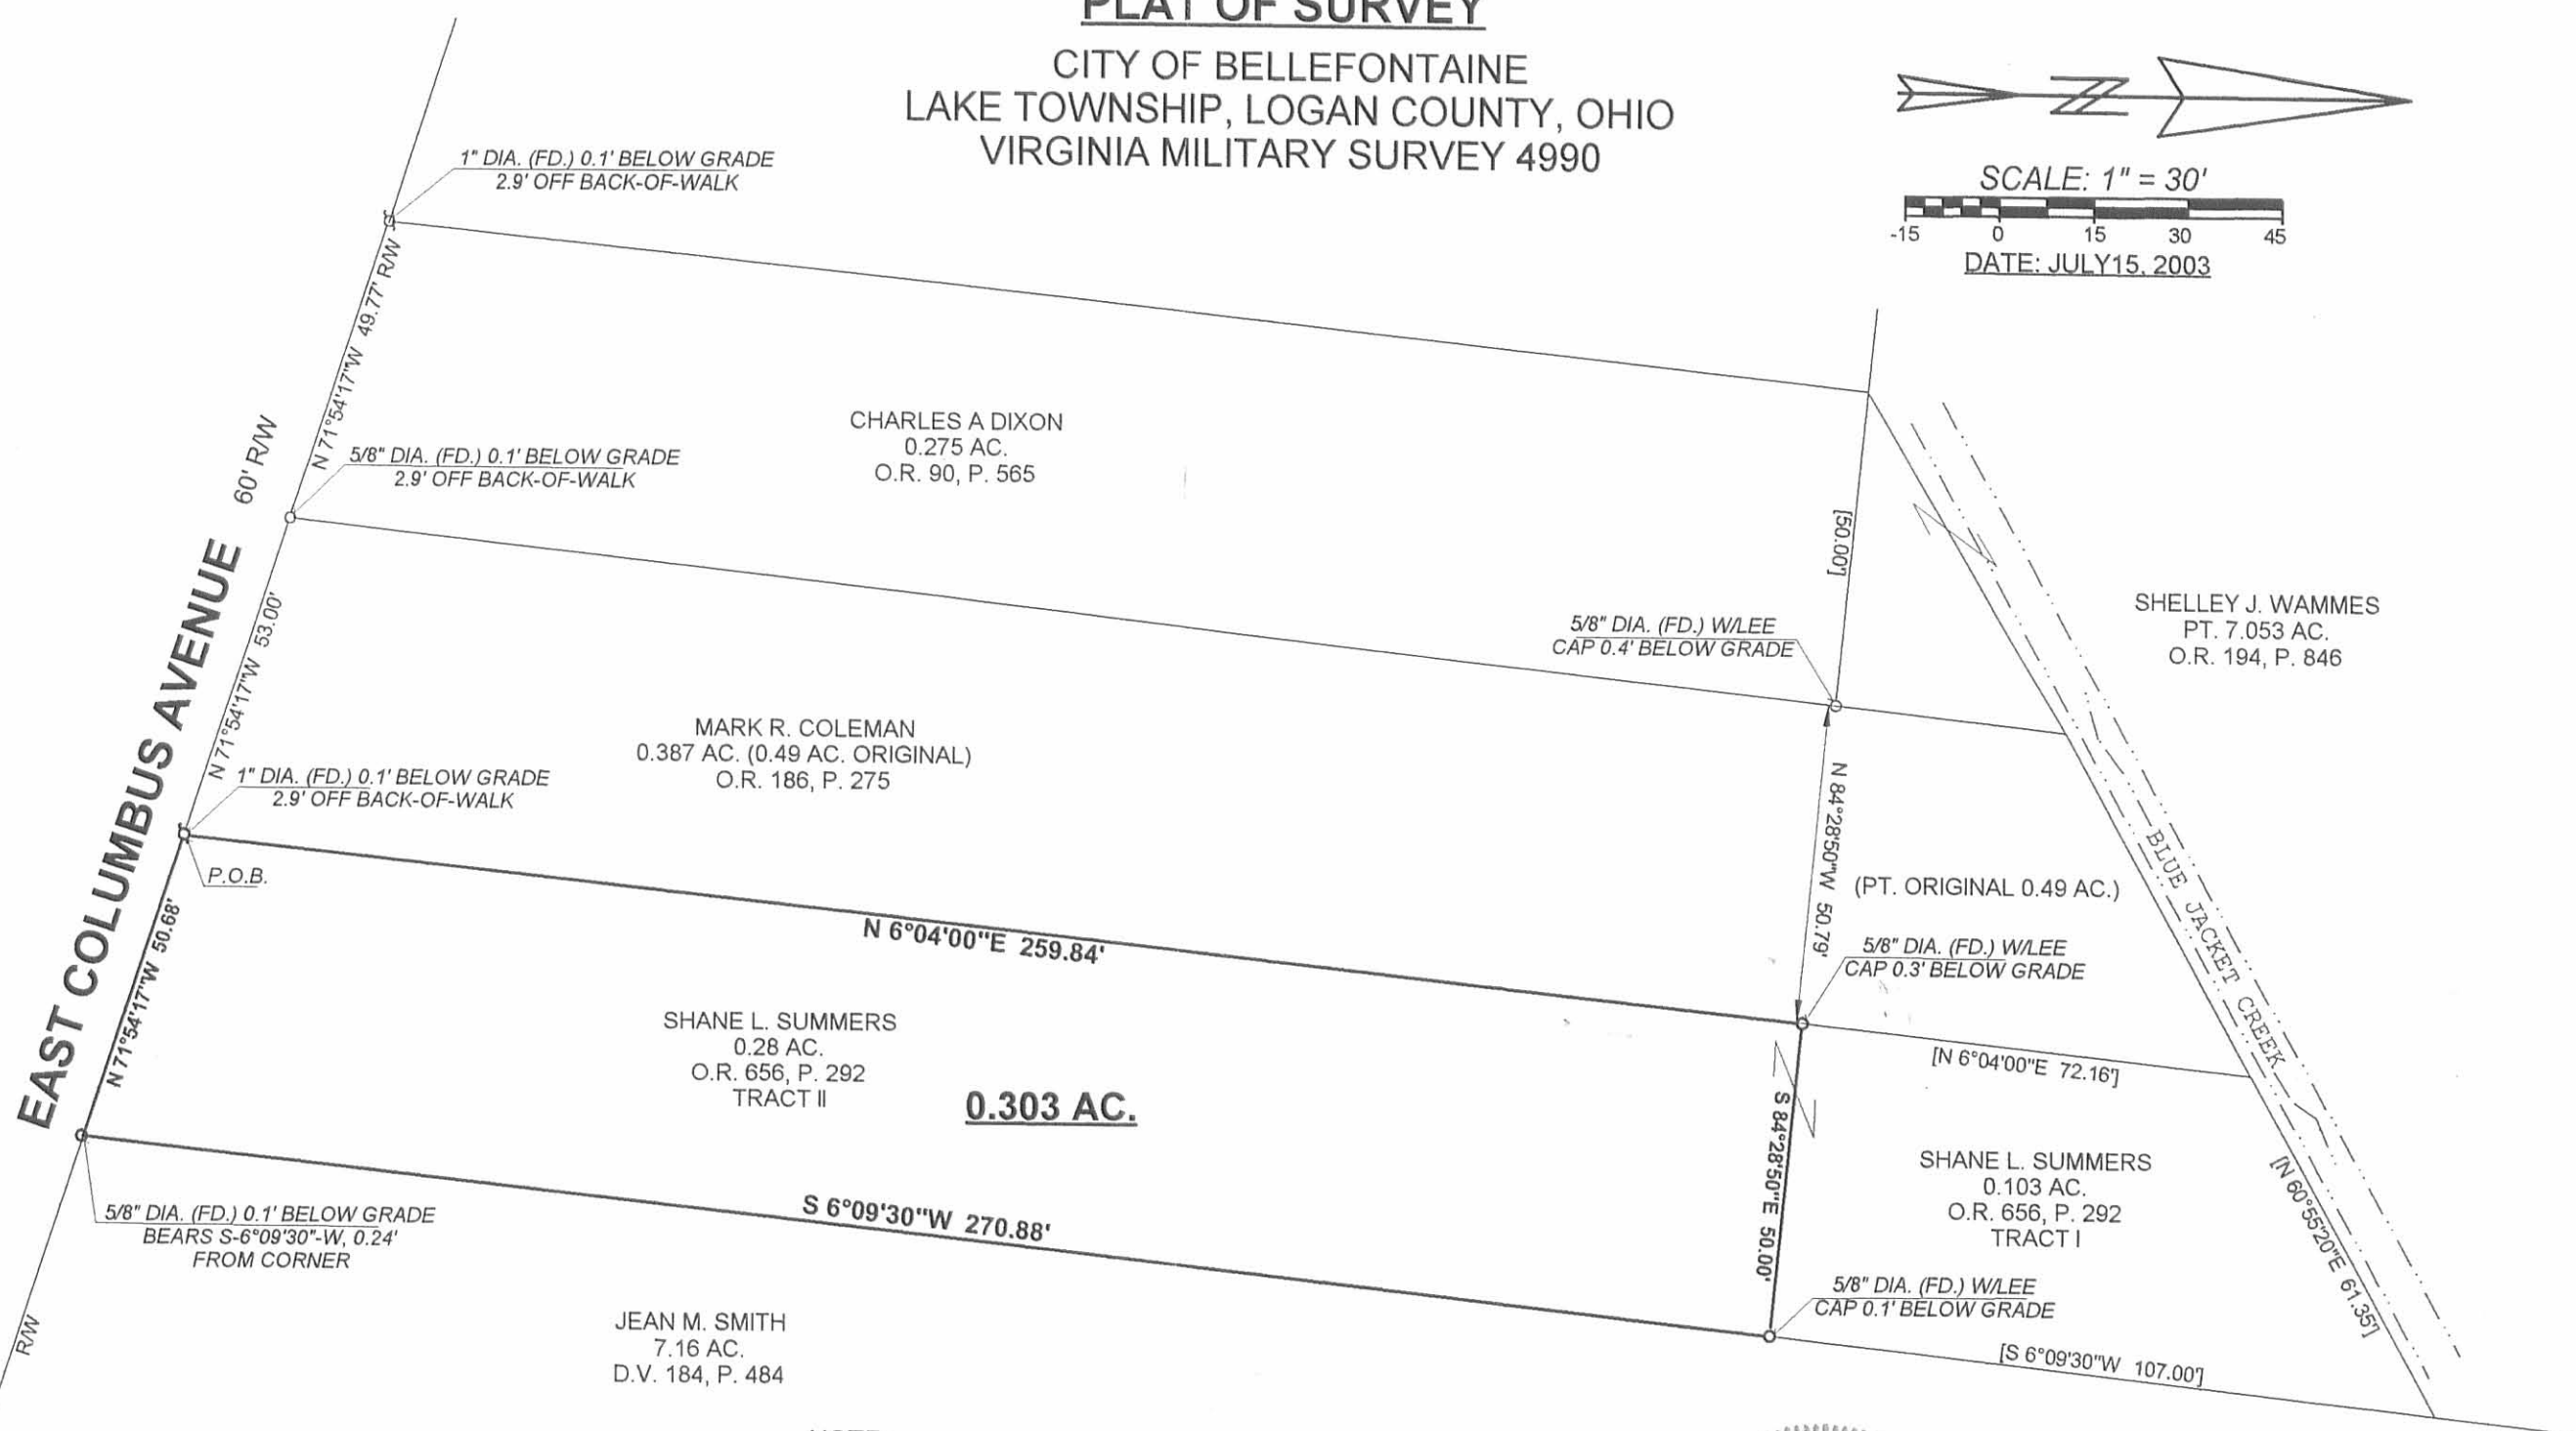 PLAT OF SURVEY
CITY OF BELLEFONTAINE
LAKE TOWNSHIP, LOGAN COUNTY, OHIO
VIRGINIA MILITARY SURVEY 4990
SCALE: 1" = 30'
-15 0 15 30 45
DATE: JULY15, 2003
1" DIA. (FD.) 0.1' BELOW GRADE
2.9' OFF BACK-OF-WALK
N 71°54'17"W 49.77' R/W
CHARLES A DIXON
0.275 AC.
O.R. 90, P. 565
60' R/W
5/8" DIA. (FD.) 0.1' BELOW GRADE
2.9' OFF BACK-OF-WALK
[50.00']
EAST COLUMBUS AVENUE
N 71°54'17"W 53.00'
5/8" DIA. (FD.) W/LEE
CAP 0.4' BELOW GRADE
SHELLEY J. WAMMES
PT. 7.053 AC.
O.R. 194, P. 846
MARK R. COLEMAN
0.387 AC. (0.49 AC. ORIGINAL)
O.R. 186, P. 275
1" DIA. (FD.) 0.1' BELOW GRADE
2.9' OFF BACK-OF-WALK
P.O.B.
N 84°28'50"W 50.79'
(PT. ORIGINAL 0.49 AC.)
BLUE JACKET CREEK
N 71°54'17"W 50.68'
N 6°04'00"E 259.84'
5/8" DIA. (FD.) W/LEE
CAP 0.3' BELOW GRADE
[N 6°04'00"E 72.16']
SHANE L. SUMMERS
0.28 AC.
O.R. 656, P. 292
TRACT II
0.303 AC.
S 84°28'50"E 50.00'
SHANE L. SUMMERS
0.103 AC.
O.R. 656, P. 292
TRACT I
[N 60°55'20"E 61.35']
5/8" DIA. (FD.) 0.1' BELOW GRADE
BEARS S-6°09'30"-W, 0.24'
FROM CORNER
S 6°09'30"W 270.88'
5/8" DIA. (FD.) W/LEE
CAP 0.1' BELOW GRADE
[S 6°09'30"W 107.00']
R/W
JEAN M. SMITH
7.16 AC.
D.V. 184, P. 484